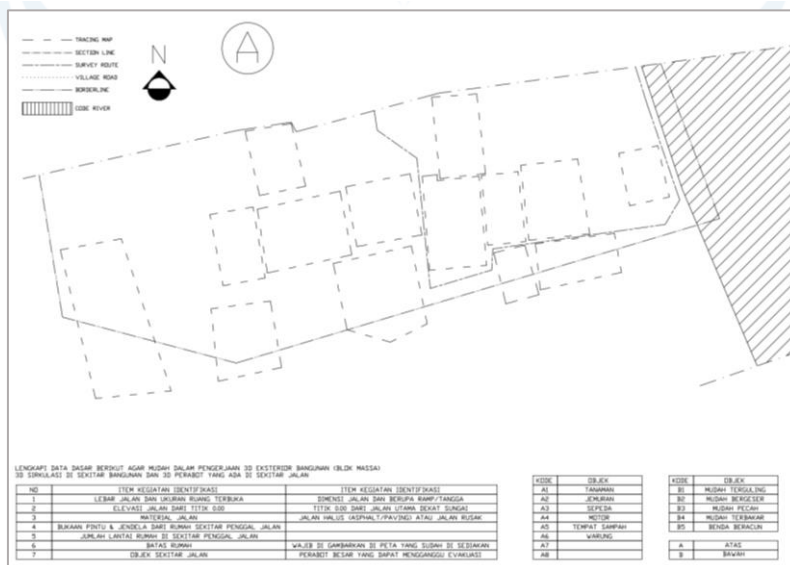 TRACING MAP
SECTION LINE
SURVEY ROUTE
VILLAGE ROAD
BORDERLINE
CODE RIVER
N
A
LENGKAPI DATA DASAR BERIKUT AGAR MUDAH DALAM PENGERJAAN 3D EKSTERIOR BANGUNAN (BLOK MASSA)
3D SIRKULASI DI SEKITAR BANGUNAN DAN 3D PERABOT YANG ADA DI SEKITAR JALAN
NO ITEM KEGIATAN IDENTIFIKASI ITEM KEGIATAN IDENTIFIKASI
1 LEBAR JALAN DAN UKURAN RUANG TERBUKA DIMENSI JALAN DAN BERUPA RAMP/TANGGA
2 ELEVASI JALAN DARI TITIK 0.00 TITIK 0.00 DARI JALAN UTAMA DEKAT SUNGAI
3 MATERIAL JALAN JALAN HALUS (ASPHALT/PAVING) ATAU JALAN RUSAK
4 BUKAAN PINTU & JENDELA DARI RUMAH SEKITAR PENGGAL JALAN
5 JUMLAH LANTAI RUMAH DI SEKITAR PENGGAL JALAN
6 BATAS RUMAH WAJIB DI GAMBARKAN DI PETA YANG SUDAH DI SEDIAKAN
7 OBJEK SEKITAR JALAN PERABOT BESAR YANG DAPAT MENGGANGGU EVAKUASI
KODE OBJEK
A1 TANAMAN
A2 JEMURAN
A3 SEPEDA
A4 MOTOR
A5 TEMPAT SAMPAH
A6 WARUNG
A7
A8
KODE OBJEK
B1 MUDAH TERGULING
B2 MUDAH BERGESER
B3 MUDAH PECAH
B4 MUDAH TERBAKAR
B5 BENDA BERACUN
A ATAS
B BAWAH